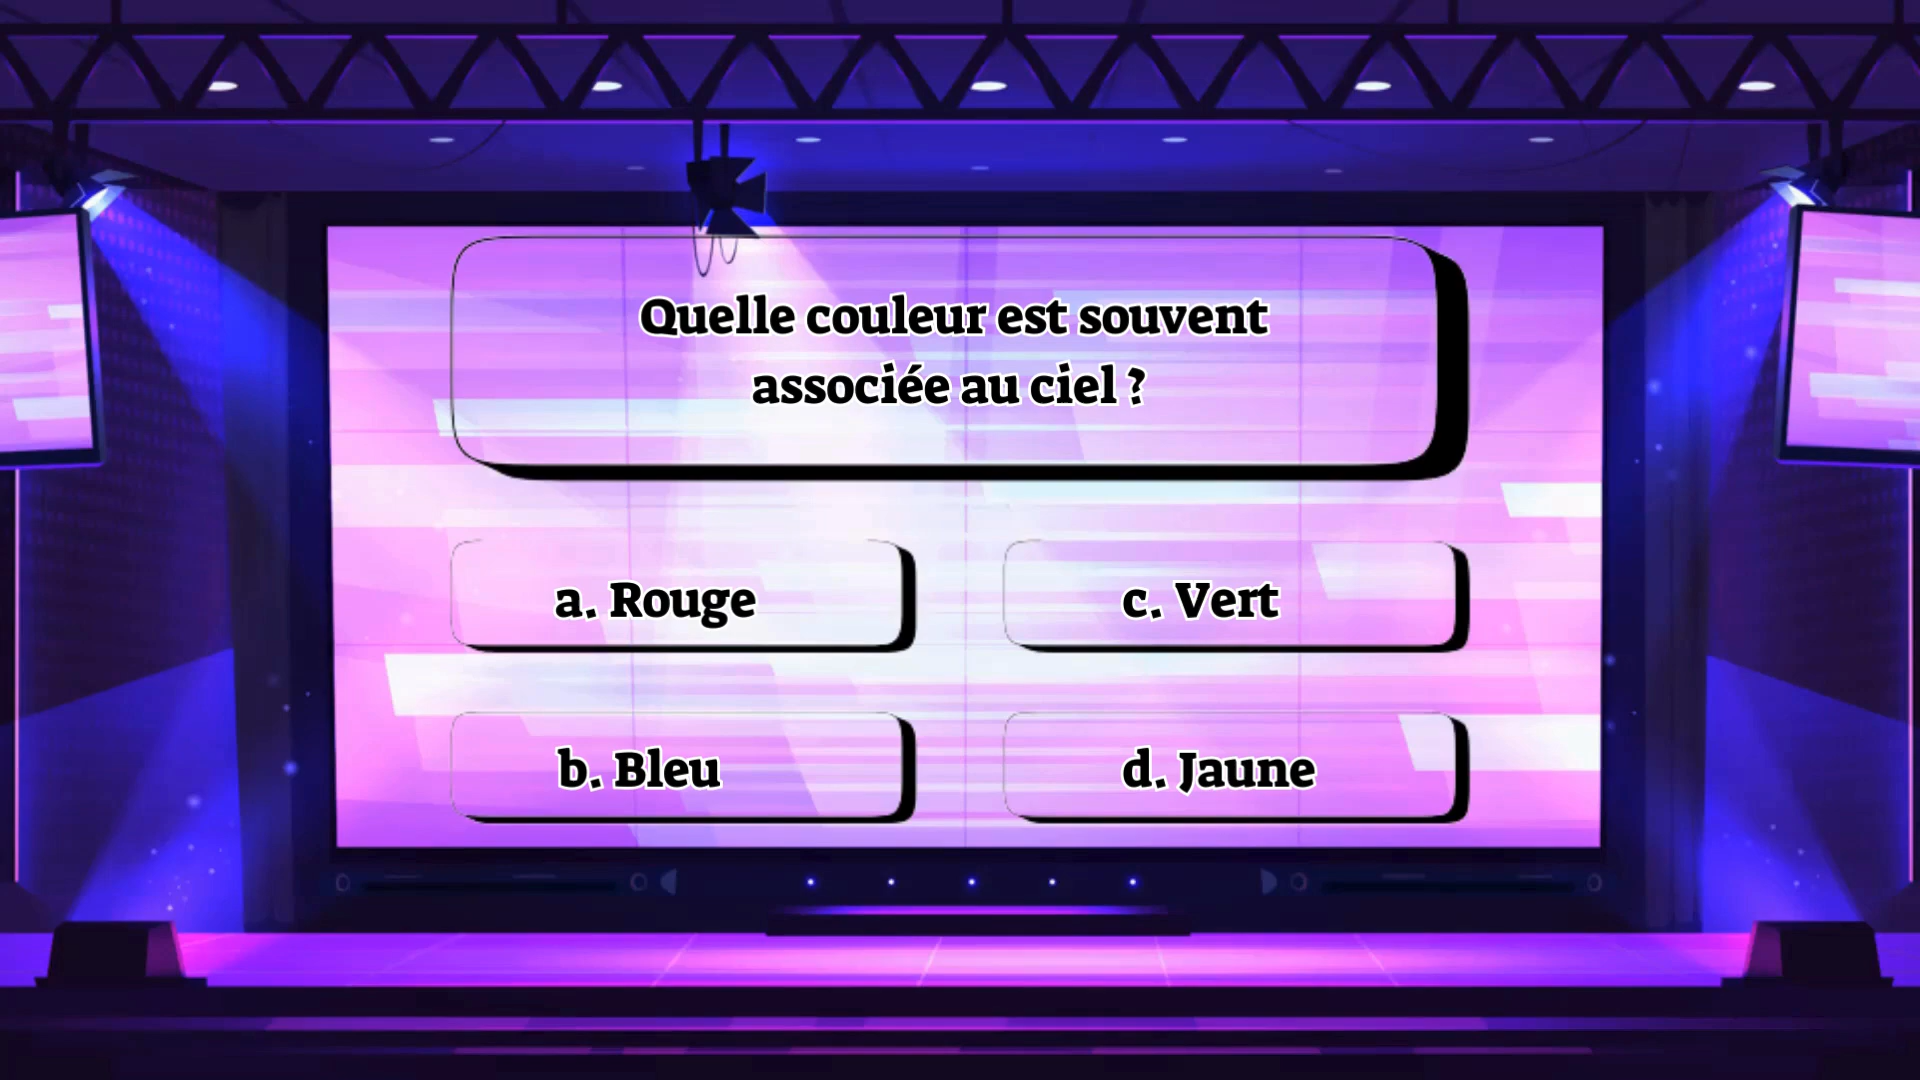 Quelle couleur est souvent
associée au ciel ?
a. Rouge
c. Vert
b. Bleu
d. Jaune